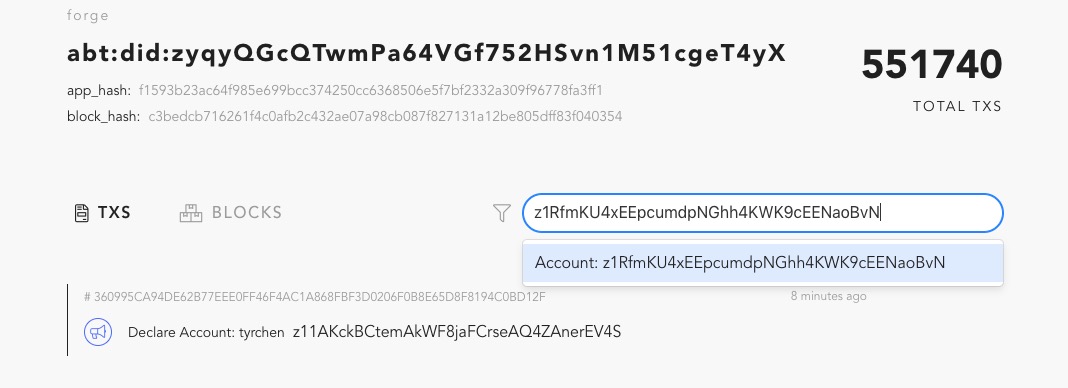 forge
abt:did:zyqyQGcQTwmPa64VGf752HSvn1M51cgeT4yX
551740
app_hash: f1593b23ac64f985e699bcc374250cc6368506e5f7bf2332a309f96778fa3ff1
TOTAL TXS
block_hash: c3bedcb716261f4c0afb2c432ae07a98cb087f827131a12be805dff83f040354
TXS BLOCKS z1RfmKU4xEEpcumdpNGhh4KWK9cEENaoBvN
Account: z1RfmKU4xEEpcumdpNGhh4KWK9cEENaoBvN
# 360995CA94DE62B77EEE0FF46F4AC1A868FBF3D0206F0B8E65D8F8194C0BD12F 8 minutes ago
Declare Account: tyrchen z11AKckBCtemAkWF8jaFCrseAQ4ZAnerEV4S